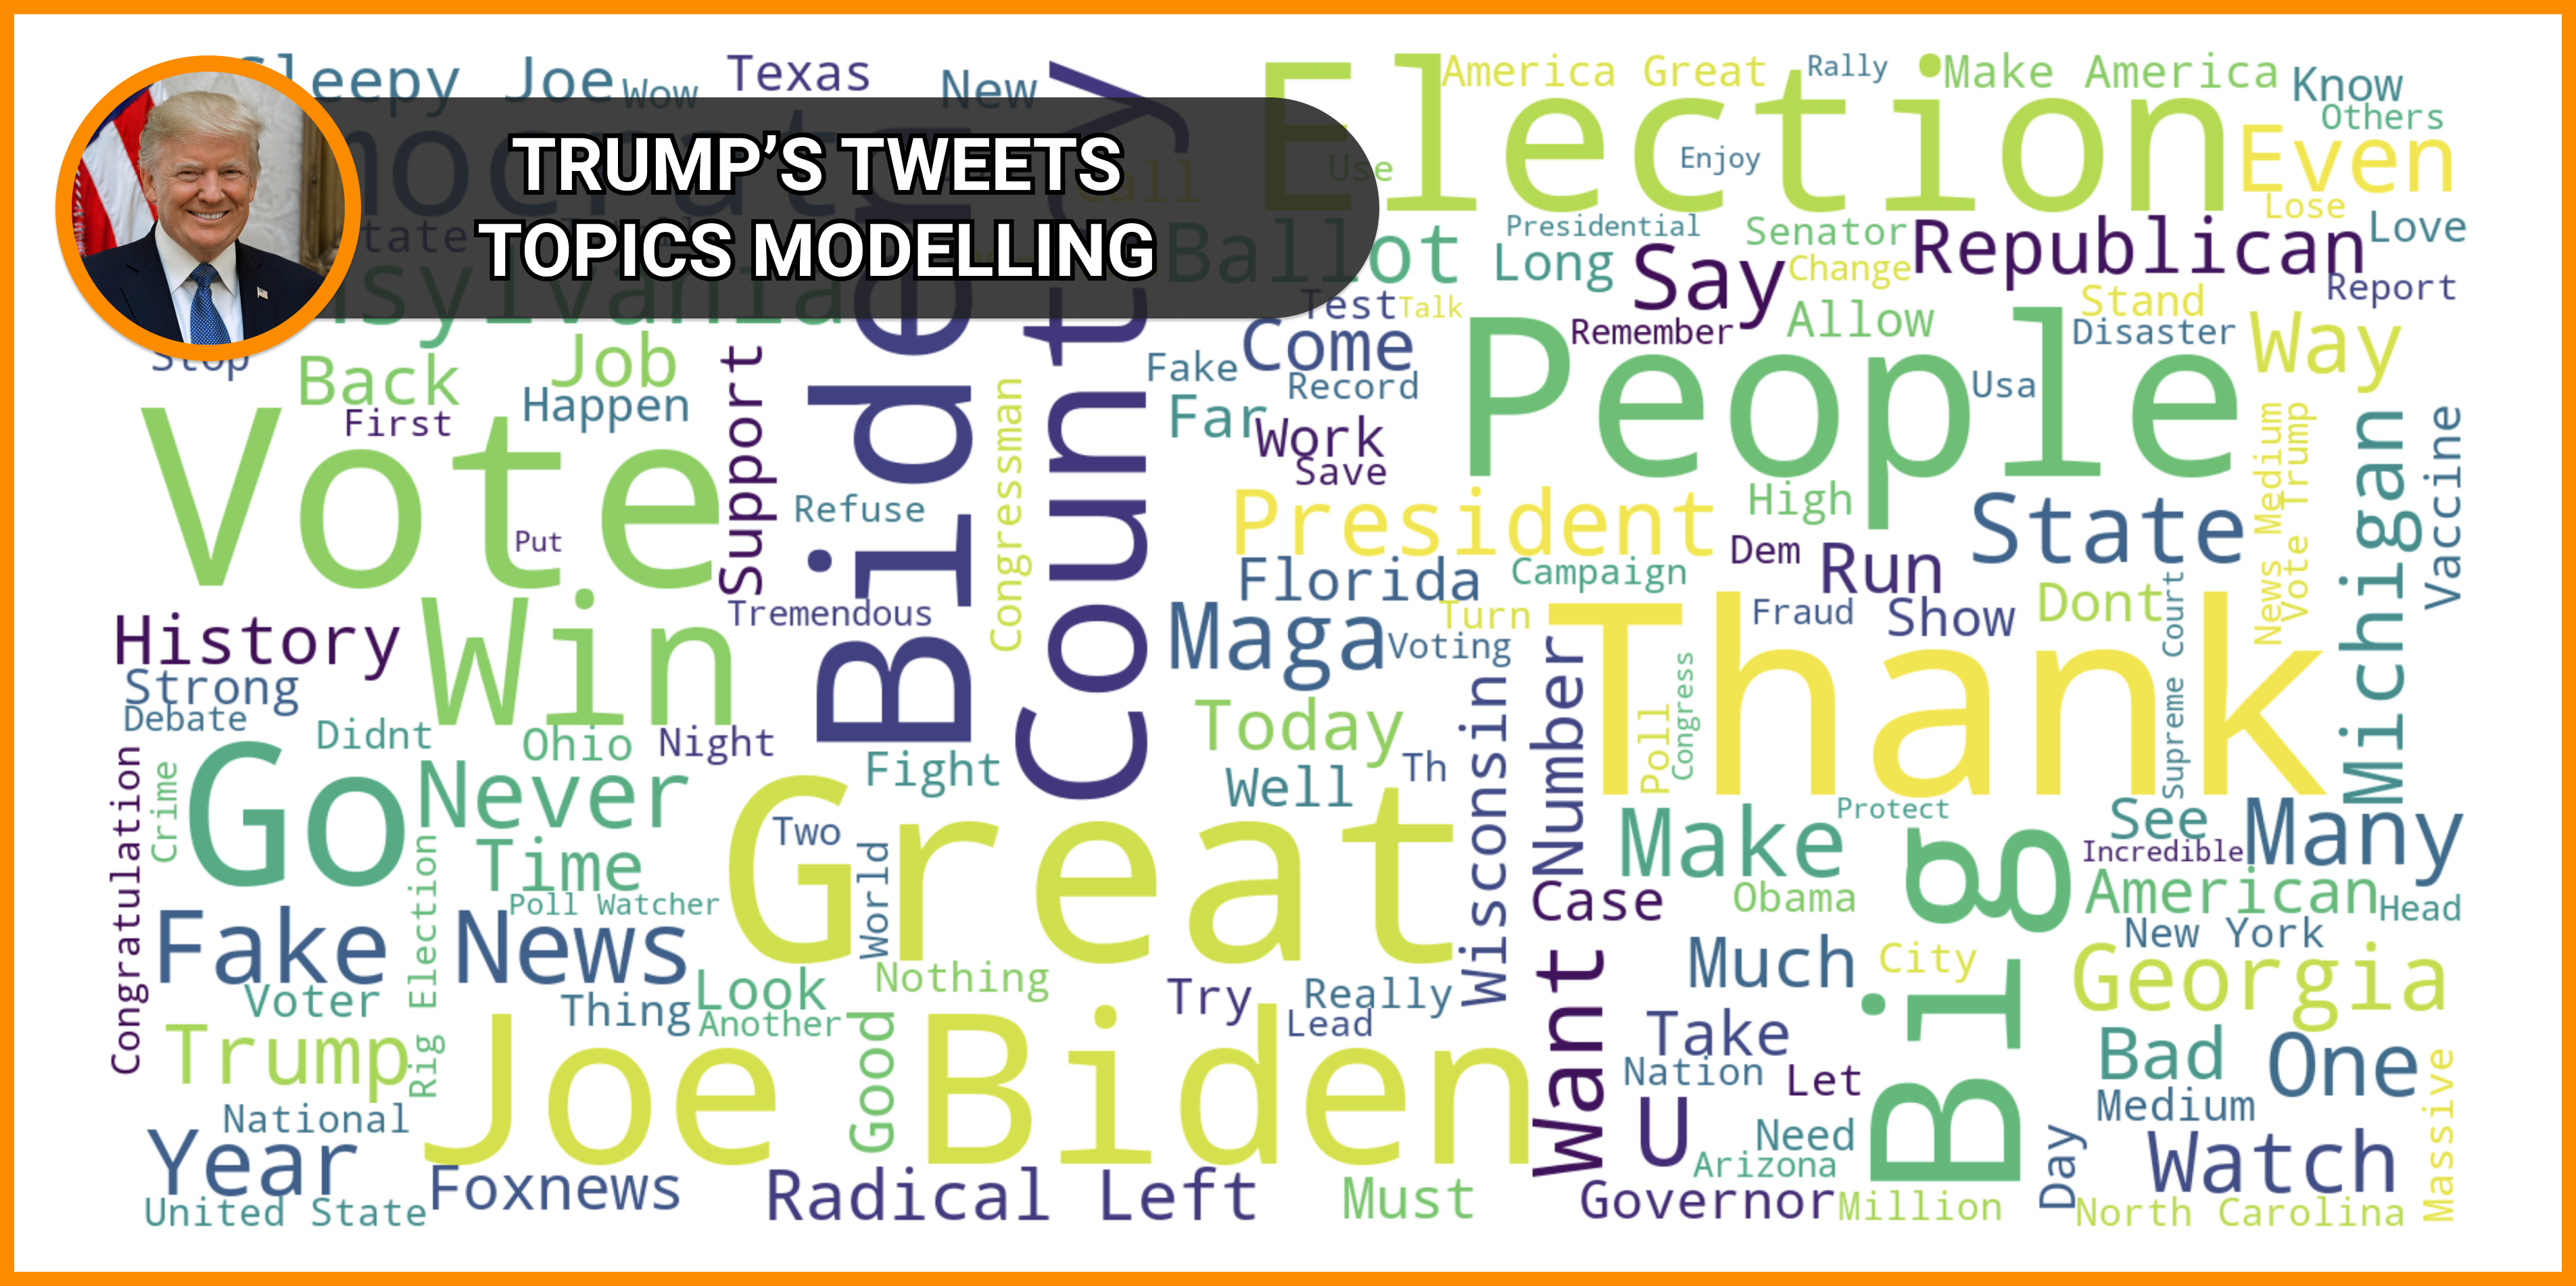 TRUMP'S TWEETS
TOPICS MODELLING
Joe
Wow
Texas
New
America Great
Rally
Make America
Know
Others
Election
Even
Enjoy
Use
Call
Lose
Presidential
Senator
Republican
Love
Ballot
Long
Say
Change
Report
Test
Talk
Stand
Come
Remember
Allow
Disaster
Way
Stop
Back
Job
Support
Biden
Country
Fake
Record
People
Usa
First
Happen
Far
Work
Save
Vote
Put
Refuse
Congressman
President
High
State
News Medium
Vote Trump
Michigan
Vaccine
Florida
Campaign
Dem
Run
History
Win
Tremendous
Maga
Turn
Voting
Fraud
Show
Dont
Supreme Court
Strong
Debate
Didnt
Ohio
Night
Today
Th
Wisconsin
Number
Thank
Poll
Congress
Congratulation
Crime
Go
Never
Fight
Well
Time
Two
Great
World
Make
Protect
Big
See
Incredible
Many
Rig Election
Poll Watcher
Case
Obama
American
Head
Fake
News
Look
Nothing
Try
Really
Lead
Want
Much
City
New York
Georgia
Voter
Thing
Another
Good
Take
Trump
Joe Biden
Nation
Let
Bad
One
National
U
Need
Medium
Massive
Year
Arizona
Day
Watch
United State
Foxnews
Radical Left
Must
Governor
Million
North Carolina